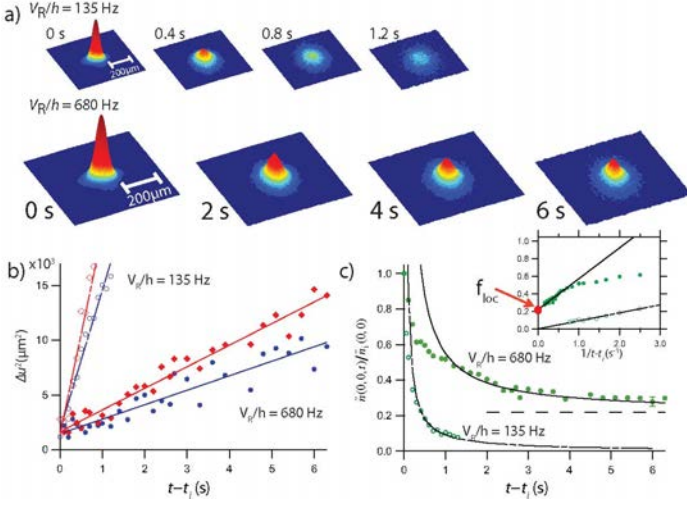 a) V_R/h = 135 Hz
0 s
0.4 s
0.8 s
1.2 s
200μm
V_R/h = 680 Hz
0 s
2 s
4 s
6 s
200μm
b)
×10³
15
10
5
0
Δu² (μm²)
V_R/h = 135 Hz
V_R/h = 680 Hz
0 1 2 3 4 5 6
t–t_i (s)
c)
1.0
0.8
0.6
0.4
0.2
0.0
ñ(0,0,t)/ñ_i(0,0)
V_R/h = 680 Hz
V_R/h = 135 Hz
0 1 2 3 4 5 6
t–t_i (s)
f_loc
1.0
0.8
0.6
0.4
0.2
0.0
0.0 1.0 2.0 3.0
1/t-t_i (s⁻¹)